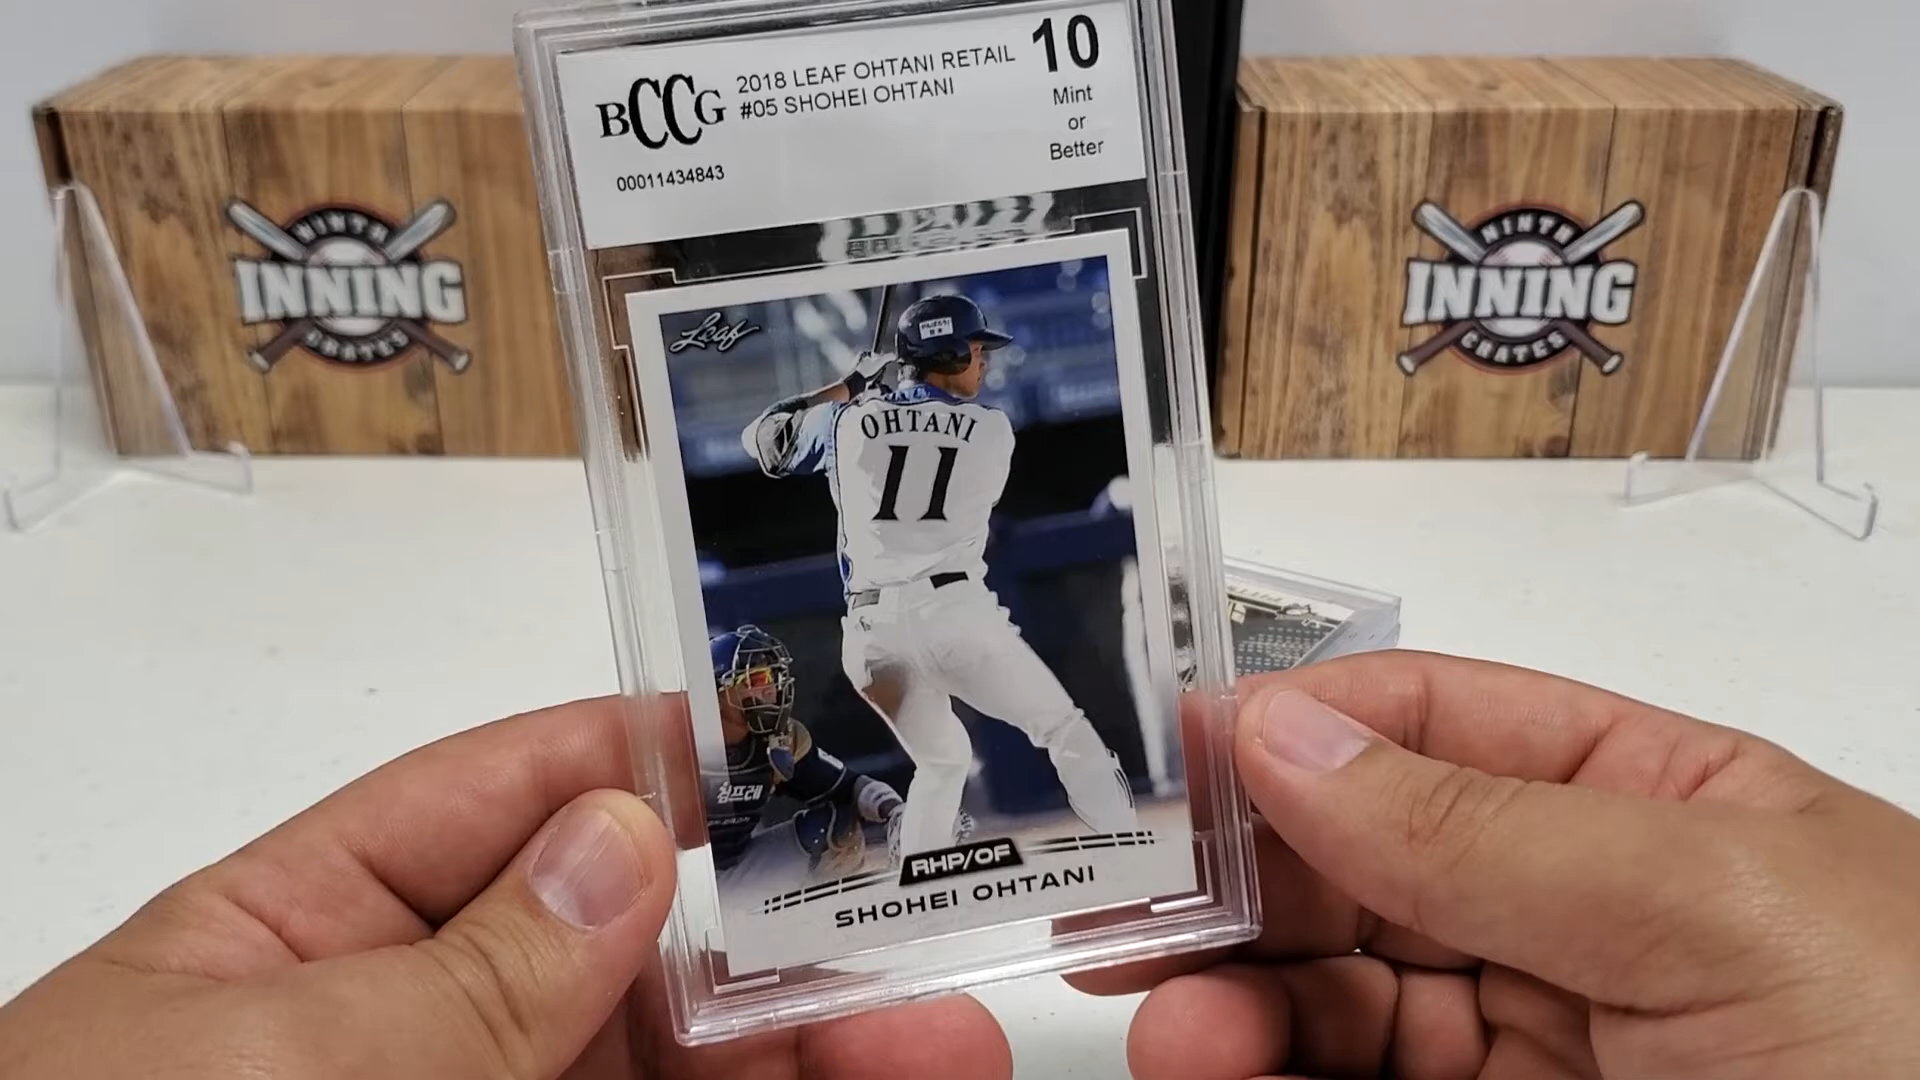 BCCG
2018 LEAF OHTANI RETAIL
#05 SHOHEI OHTANI
00011434843
10
Mint
or
Better
Leaf
OHTANI
11
RHP/OF
SHOHEI OHTANI
NINTH
INNING
CRATES
NINTH
INNING
CRATES